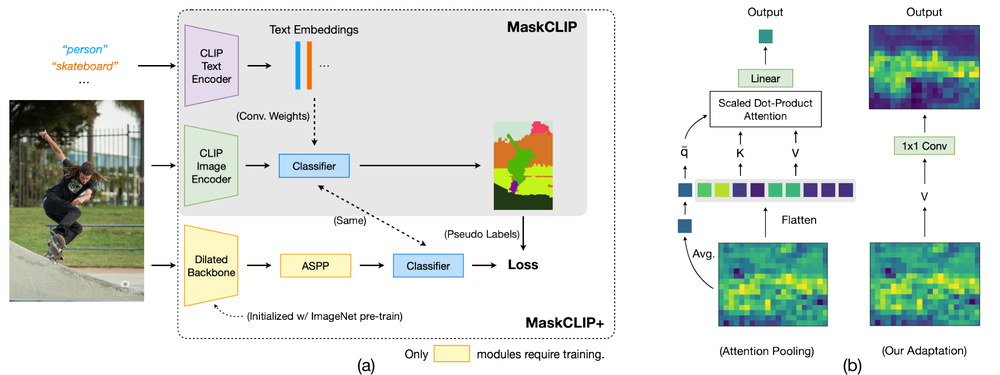 MaskCLIP
“person”
“skateboard”
...
CLIP
Text
Encoder
Text Embeddings
...
(Conv. Weights)
CLIP
Image
Encoder
Classifier
(Same)
(Pseudo Labels)
Dilated
Backbone
ASPP
Classifier
Loss
(Initialized w/ ImageNet pre-train)
MaskCLIP+
Only modules require training.
(a)
Output
Linear
Scaled Dot-Product
Attention
q̄
K
V
Flatten
Avg.
(Attention Pooling)
Output
1x1 Conv
V
(Our Adaptation)
(b)